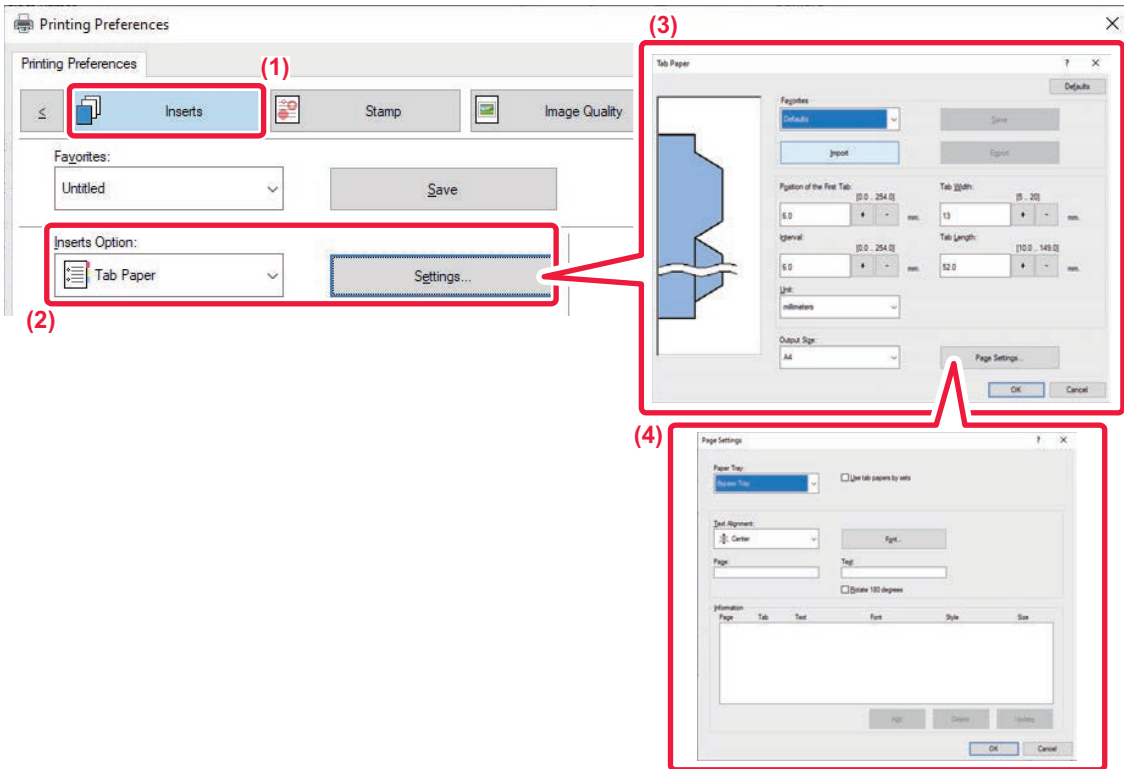 Printing Preferences
(3)
Printing Preferences
(1)
≤ Inserts Stamp Image Quality
Favorites:
Untitled Save
Inserts Option:
Tab Paper Settings...
(2)
Tab Paper ? ×
Defaults
Favorites
Defaults Save
Import Export
Position of the First Tab: Tab Width:
[0.0 .. 254.0] [5 .. 20]
6.0 + - mm. 13 + - mm.
Interval: Tab Length:
[0.0 .. 254.0] [10.0 .. 149.0]
6.0 + - mm. 52.0 + - mm.
Unit:
millimeters
Output Size:
A4 Page Settings...
OK Cancel
(4)
Page Settings ? ×
Paper Tray:
Bypass Tray Use tab papers by sets
Text Alignment:
Center Font...
Page: Text:
Rotate 180 degrees
Information
Page Tab Text Font Style Size
Add Delete Update
OK Cancel